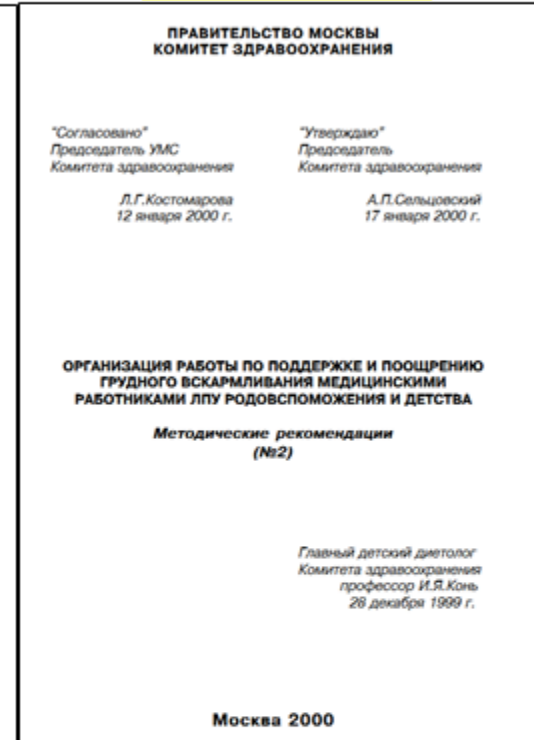 ПРАВИТЕЛЬСТВО МОСКВЫ
КОМИТЕТ ЗДРАВООХРАНЕНИЯ
"Согласовано"
Председатель УМС
Комитета здравоохранения
Л.Г.Костомарова
12 января 2000 г.
"Утверждаю"
Председатель
Комитета здравоохранения
А.П.Сельцовский
17 января 2000 г.
ОРГАНИЗАЦИЯ РАБОТЫ ПО ПОДДЕРЖКЕ И ПООЩРЕНИЮ
ГРУДНОГО ВСКАРМЛИВАНИЯ МЕДИЦИНСКИМИ
РАБОТНИКАМИ ЛПУ РОДОВСПОМОЖЕНИЯ И ДЕТСТВА
Методические рекомендации
(№2)
Главный детский диетолог
Комитета здравоохранения
профессор И.Я.Конь
28 декабря 1999 г.
Москва 2000